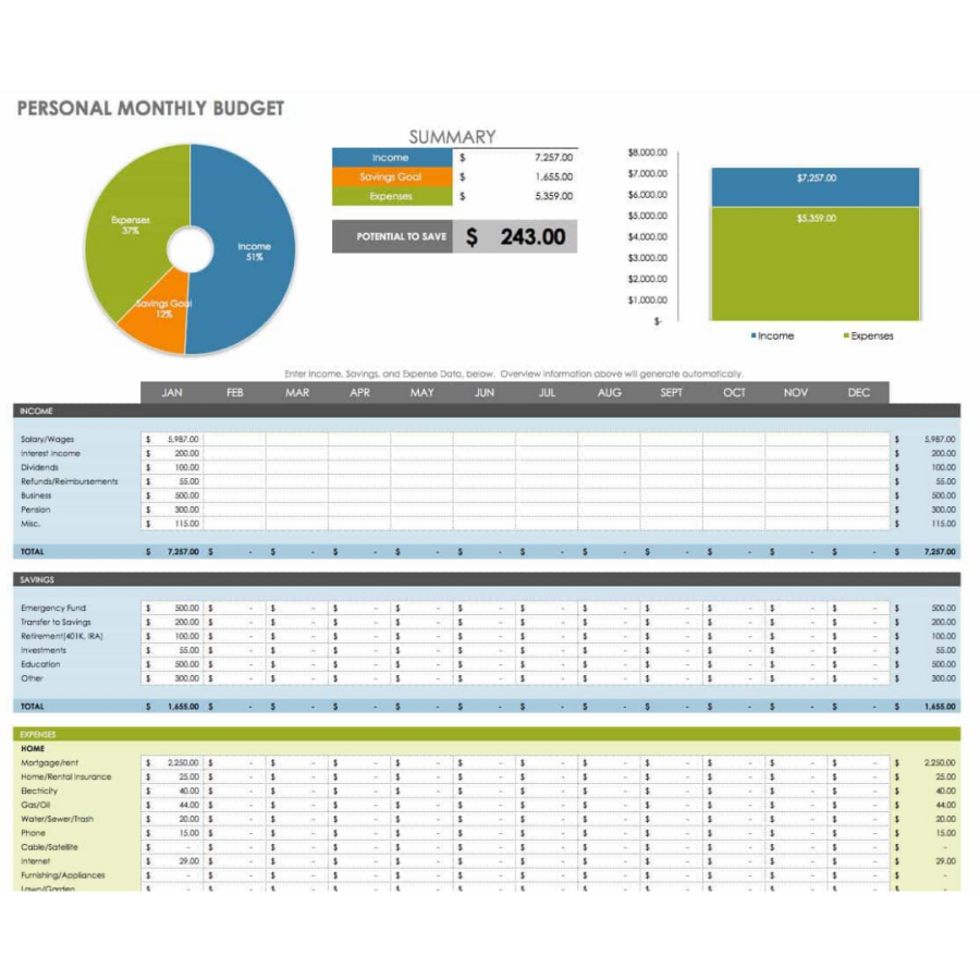 PERSONAL MONTHLY BUDGET
SUMMARY
Income $ 7,257.00
Savings Goal $ 1,655.00
Expenses $ 5,359.00
POTENTIAL TO SAVE $ 243.00
Expenses
37%
Income
51%
Savings Goal
12%
$8,000.00
$7,000.00
$6,000.00
$5,000.00
$4,000.00
$3,000.00
$2,000.00
$1,000.00
$-
$7,257.00
$5,359.00
Income Expenses
Enter Income, Savings, and Expense Data, below. Overview information above will generate automatically.
JAN FEB MAR APR MAY JUN JUL AUG SEPT OCT NOV DEC
INCOME
Salary/Wages $ 5,987.00 $ 5,987.00
Interest Income $ 200.00 $ 200.00
Dividends $ 100.00 $ 100.00
Refunds/Reimbursements $ 55.00 $ 55.00
Business $ 500.00 $ 500.00
Pension $ 300.00 $ 300.00
Misc. $ 115.00 $ 115.00
TOTAL $ 7,257.00 $ - $ - $ - $ - $ - $ - $ - $ - $ - $ - $ - $ 7,257.00
SAVINGS
Emergency Fund $ 500.00 $ - $ - $ - $ - $ - $ - $ - $ - $ - $ - $ - $ 500.00
Transfer to Savings $ 200.00 $ - $ - $ - $ - $ - $ - $ - $ - $ - $ - $ - $ 200.00
Retirement(401K, IRA) $ 100.00 $ - $ - $ - $ - $ - $ - $ - $ - $ - $ - $ - $ 100.00
Investments $ 55.00 $ - $ - $ - $ - $ - $ - $ - $ - $ - $ - $ - $ 55.00
Education $ 500.00 $ - $ - $ - $ - $ - $ - $ - $ - $ - $ - $ - $ 500.00
Other $ 300.00 $ - $ - $ - $ - $ - $ - $ - $ - $ - $ - $ - $ 300.00
TOTAL $ 1,655.00 $ - $ - $ - $ - $ - $ - $ - $ - $ - $ - $ - $ 1,655.00
EXPENSES
HOME
Mortgage/rent $ 2,250.00 $ - $ - $ - $ - $ - $ - $ - $ - $ - $ - $ - $ 2,250.00
Home/Rental Insurance $ 25.00 $ - $ - $ - $ - $ - $ - $ - $ - $ - $ - $ - $ 25.00
Electricity $ 40.00 $ - $ - $ - $ - $ - $ - $ - $ - $ - $ - $ - $ 40.00
Gas/Oil $ 44.00 $ - $ - $ - $ - $ - $ - $ - $ - $ - $ - $ - $ 44.00
Water/Sewer/Trash $ 20.00 $ - $ - $ - $ - $ - $ - $ - $ - $ - $ - $ - $ 20.00
Phone $ 15.00 $ - $ - $ - $ - $ - $ - $ - $ - $ - $ - $ - $ 15.00
Cable/Satellite $ - $ - $ - $ - $ - $ - $ - $ - $ - $ - $ - $ - $ -
Internet $ 29.00 $ - $ - $ - $ - $ - $ - $ - $ - $ - $ - $ - $ 29.00
Furnishing/Appliances $ - $ - $ - $ - $ - $ - $ - $ - $ - $ - $ - $ - $ -
Lawn/Garden